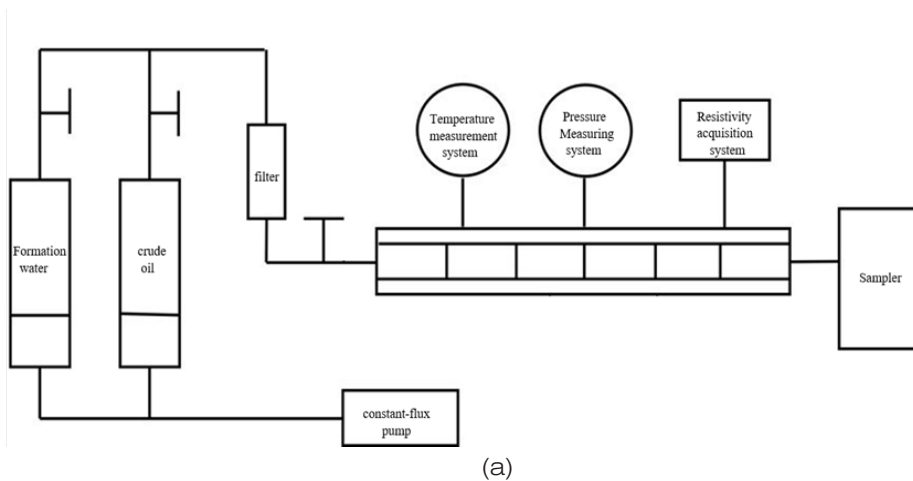 Temperature
measurement
system
Pressure
Measuring
system
Resistivity
acquisition
system
filter
Formation
water
crude
oil
Sampler
constant-flux
pump
(a)